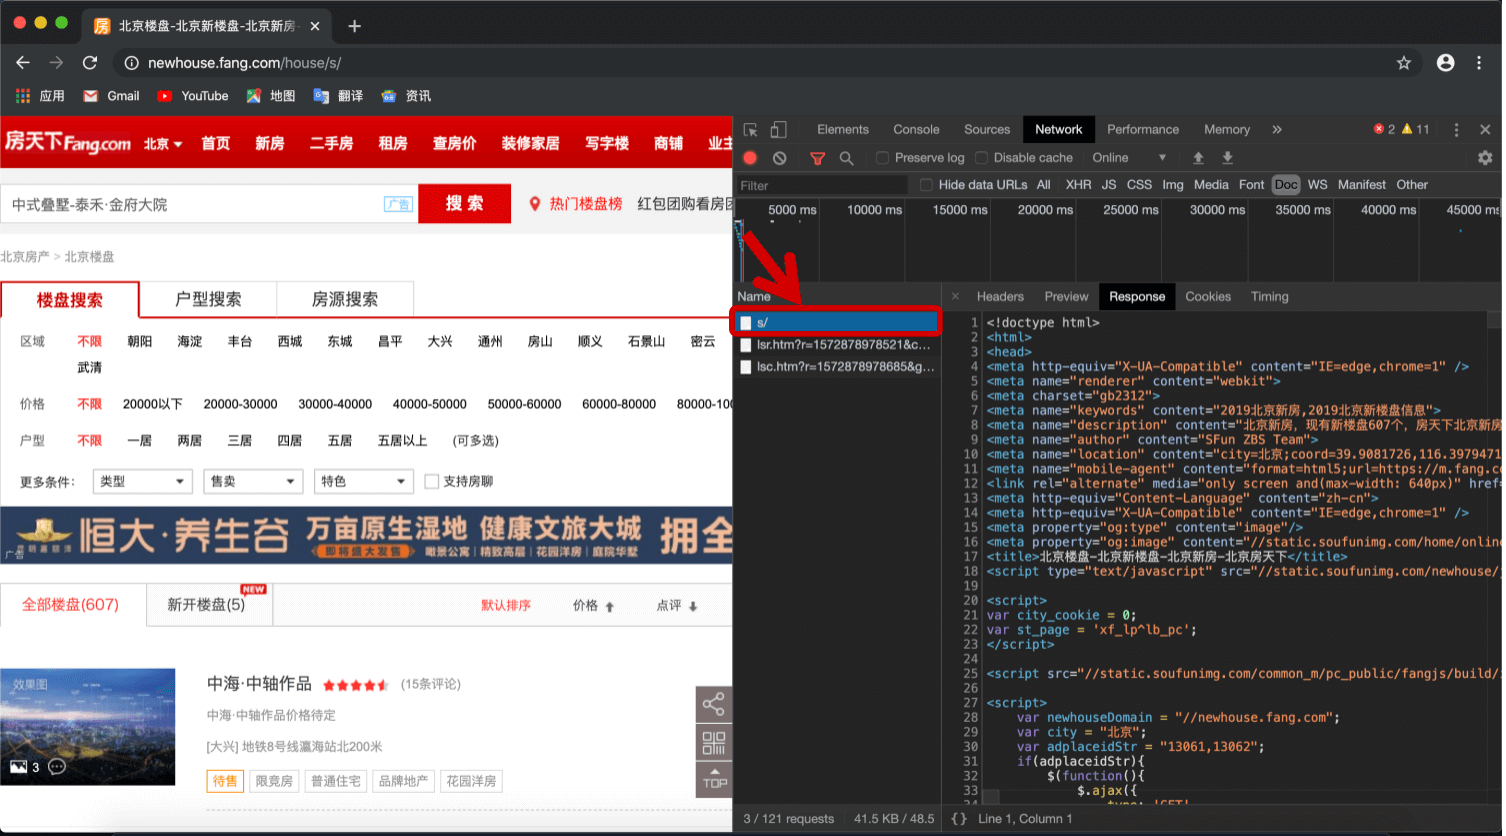 房 北京楼盘-北京新楼盘-北京新房-
newhouse.fang.com/house/s/
应用 Gmail YouTube 地图 翻译 资讯
房天下Fang.com 北京 首页 新房 二手房 租房 查房价 装修家居 写字楼 商铺 业主
中式叠墅-泰禾·金府大院 广告 搜 索 热门楼盘榜 红包团购看房团
北京房产 > 北京楼盘
楼盘搜索 户型搜索 房源搜索
区域 不限 朝阳 海淀 丰台 西城 东城 昌平 大兴 通州 房山 顺义 石景山 密云
武清
价格 不限 20000以下 20000-30000 30000-40000 40000-50000 50000-60000 60000-80000 80000-100
户型 不限 一居 两居 三居 四居 五居 五居以上 (可多选)
更多条件： 类型 售卖 特色 支持房聊
恒大·养生谷 万亩原生湿地 健康文旅大城 拥全
即将盛大发售 瞰景公寓 | 精致高层 | 花园洋房 | 庭院华墅
广告
全部楼盘(607) 新开楼盘(5) NEW 默认排序 价格 点评
效果图
3
中海·中轴作品 (15条评论)
中海·中轴作品价格待定
[大兴] 地铁8号线瀛海站北200米
待售 限竞房 普通住宅 品牌地产 花园洋房
TOP
Elements Console Sources Network Performance Memory » 2 11
Preserve log Disable cache Online
Filter Hide data URLs All XHR JS CSS Img Media Font Doc WS Manifest Other
5000 ms 10000 ms 15000 ms 20000 ms 25000 ms 30000 ms 35000 ms 40000 ms 45000 ms
Name
s/
lsr.htm?r=1572878978521&c...
lsc.htm?r=1572878978685&g...
Headers Preview Response Cookies Timing
1 <!doctype html>
2 <html>
3 <head>
4 <meta http-equiv="X-UA-Compatible" content="IE=edge,chrome=1" />
5 <meta name="renderer" content="webkit">
6 <meta charset="gb2312">
7 <meta name="keywords" content="2019北京新房,2019北京新楼盘信息">
8 <meta name="description" content="北京新房, 现有新楼盘607个, 房天下北京新房
9 <meta name="author" content="SFun ZBS Team">
10 <meta name="location" content="city=北京;coord=39.9081726,116.3979471
11 <meta name="mobile-agent" content="format=html5;url=https://m.fang.c
12 <link rel="alternate" media="only screen and(max-width: 640px)" href=
13 <meta http-equiv="Content-Language" content="zh-cn">
14 <meta http-equiv="X-UA-Compatible" content="IE=edge,chrome=1" />
15 <meta property="og:type" content="image"/>
16 <meta property="og:image" content="//static.soufunimg.com/home/onlin
17 <title>北京楼盘-北京新楼盘-北京新房-北京房天下</title>
18 <script type="text/javascript" src="//static.soufunimg.com/newhouse/
19
20 <script>
21 var city_cookie = 0;
22 var st_page = 'xf_lp^lb_pc';
23 </script>
24
25 <script src="//static.soufunimg.com/common_m/pc_public/fangjs/build/
26
27 <script>
28 var newhouseDomain = "//newhouse.fang.com";
29 var city = "北京";
30 var adplaceidStr = "13061,13062";
31 if(adplaceidStr){
32 $(function(){
33 $.ajax({
34 type: 'GET'
3 / 121 requests 41.5 KB / 48.5 {} Line 1, Column 1